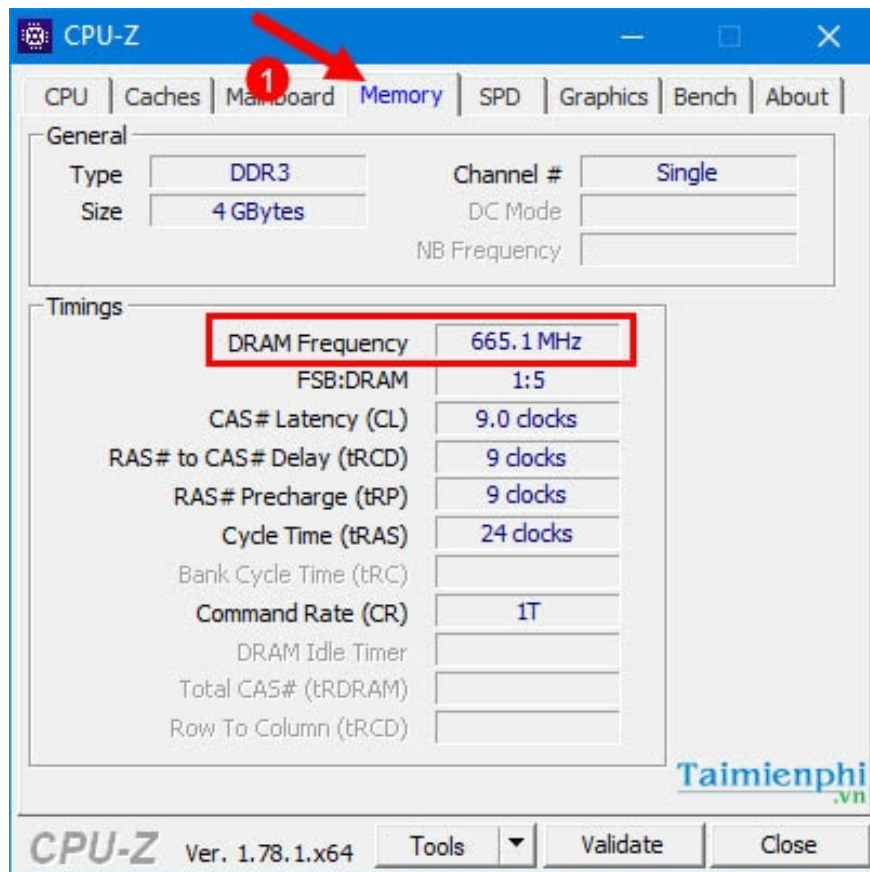 CPU-Z
1
CPU Caches Mainboard Memory SPD Graphics Bench About
General
Type DDR3 Channel # Single
Size 4 GBytes DC Mode
NB Frequency
Timings
DRAM Frequency 665.1 MHz
FSB:DRAM 1:5
CAS# Latency (CL) 9.0 clocks
RAS# to CAS# Delay (tRCD) 9 clocks
RAS# Precharge (tRP) 9 clocks
Cycle Time (tRAS) 24 clocks
Bank Cycle Time (tRC)
Command Rate (CR) 1T
DRAM Idle Timer
Total CAS# (tRDRAM)
Row To Column (tRCD)
Taimienphi
.vn
CPU-Z Ver. 1.78.1.x64 Tools Validate Close